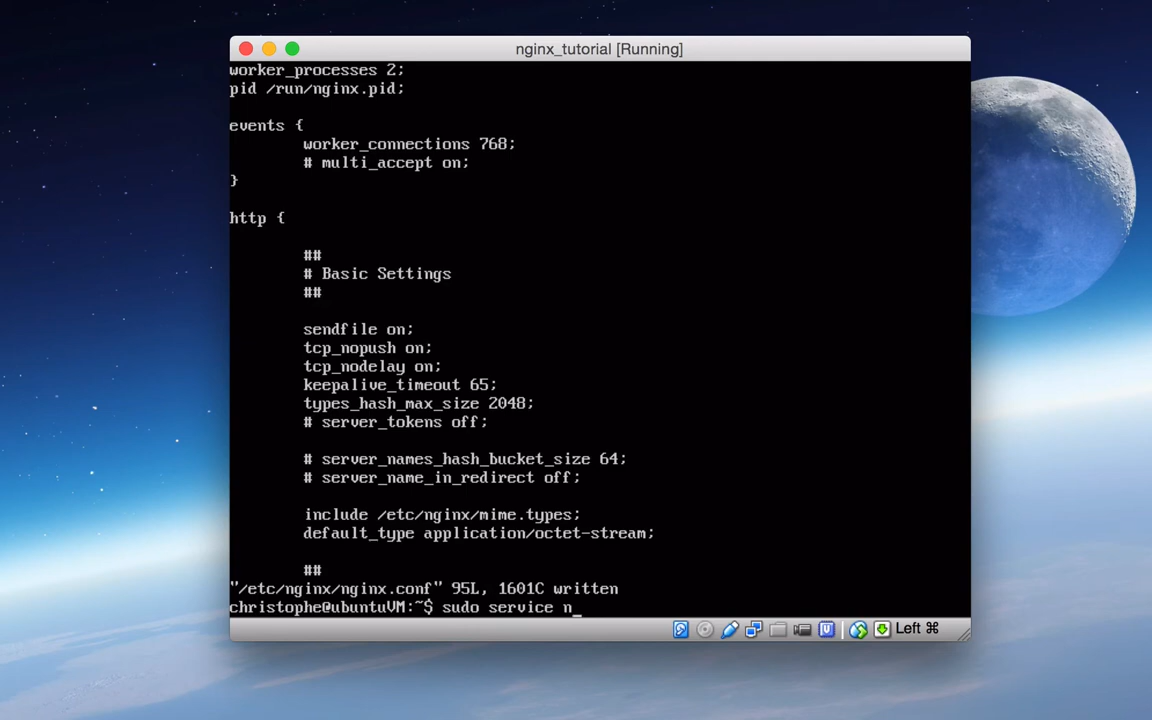 nginx_tutorial [Running]
worker_processes 2;
pid /run/nginx.pid;
events {
worker_connections 768;
# multi_accept on;
}
http {
##
# Basic Settings
##
sendfile on;
tcp_nopush on;
tcp_nodelay on;
keepalive_timeout 65;
types_hash_max_size 2048;
# server_tokens off;
# server_names_hash_bucket_size 64;
# server_name_in_redirect off;
include /etc/nginx/mime.types;
default_type application/octet-stream;
##
"/etc/nginx/nginx.conf" 95L, 1601C written
christophe@ubuntuVM:~$ sudo service n_
Left ⌘